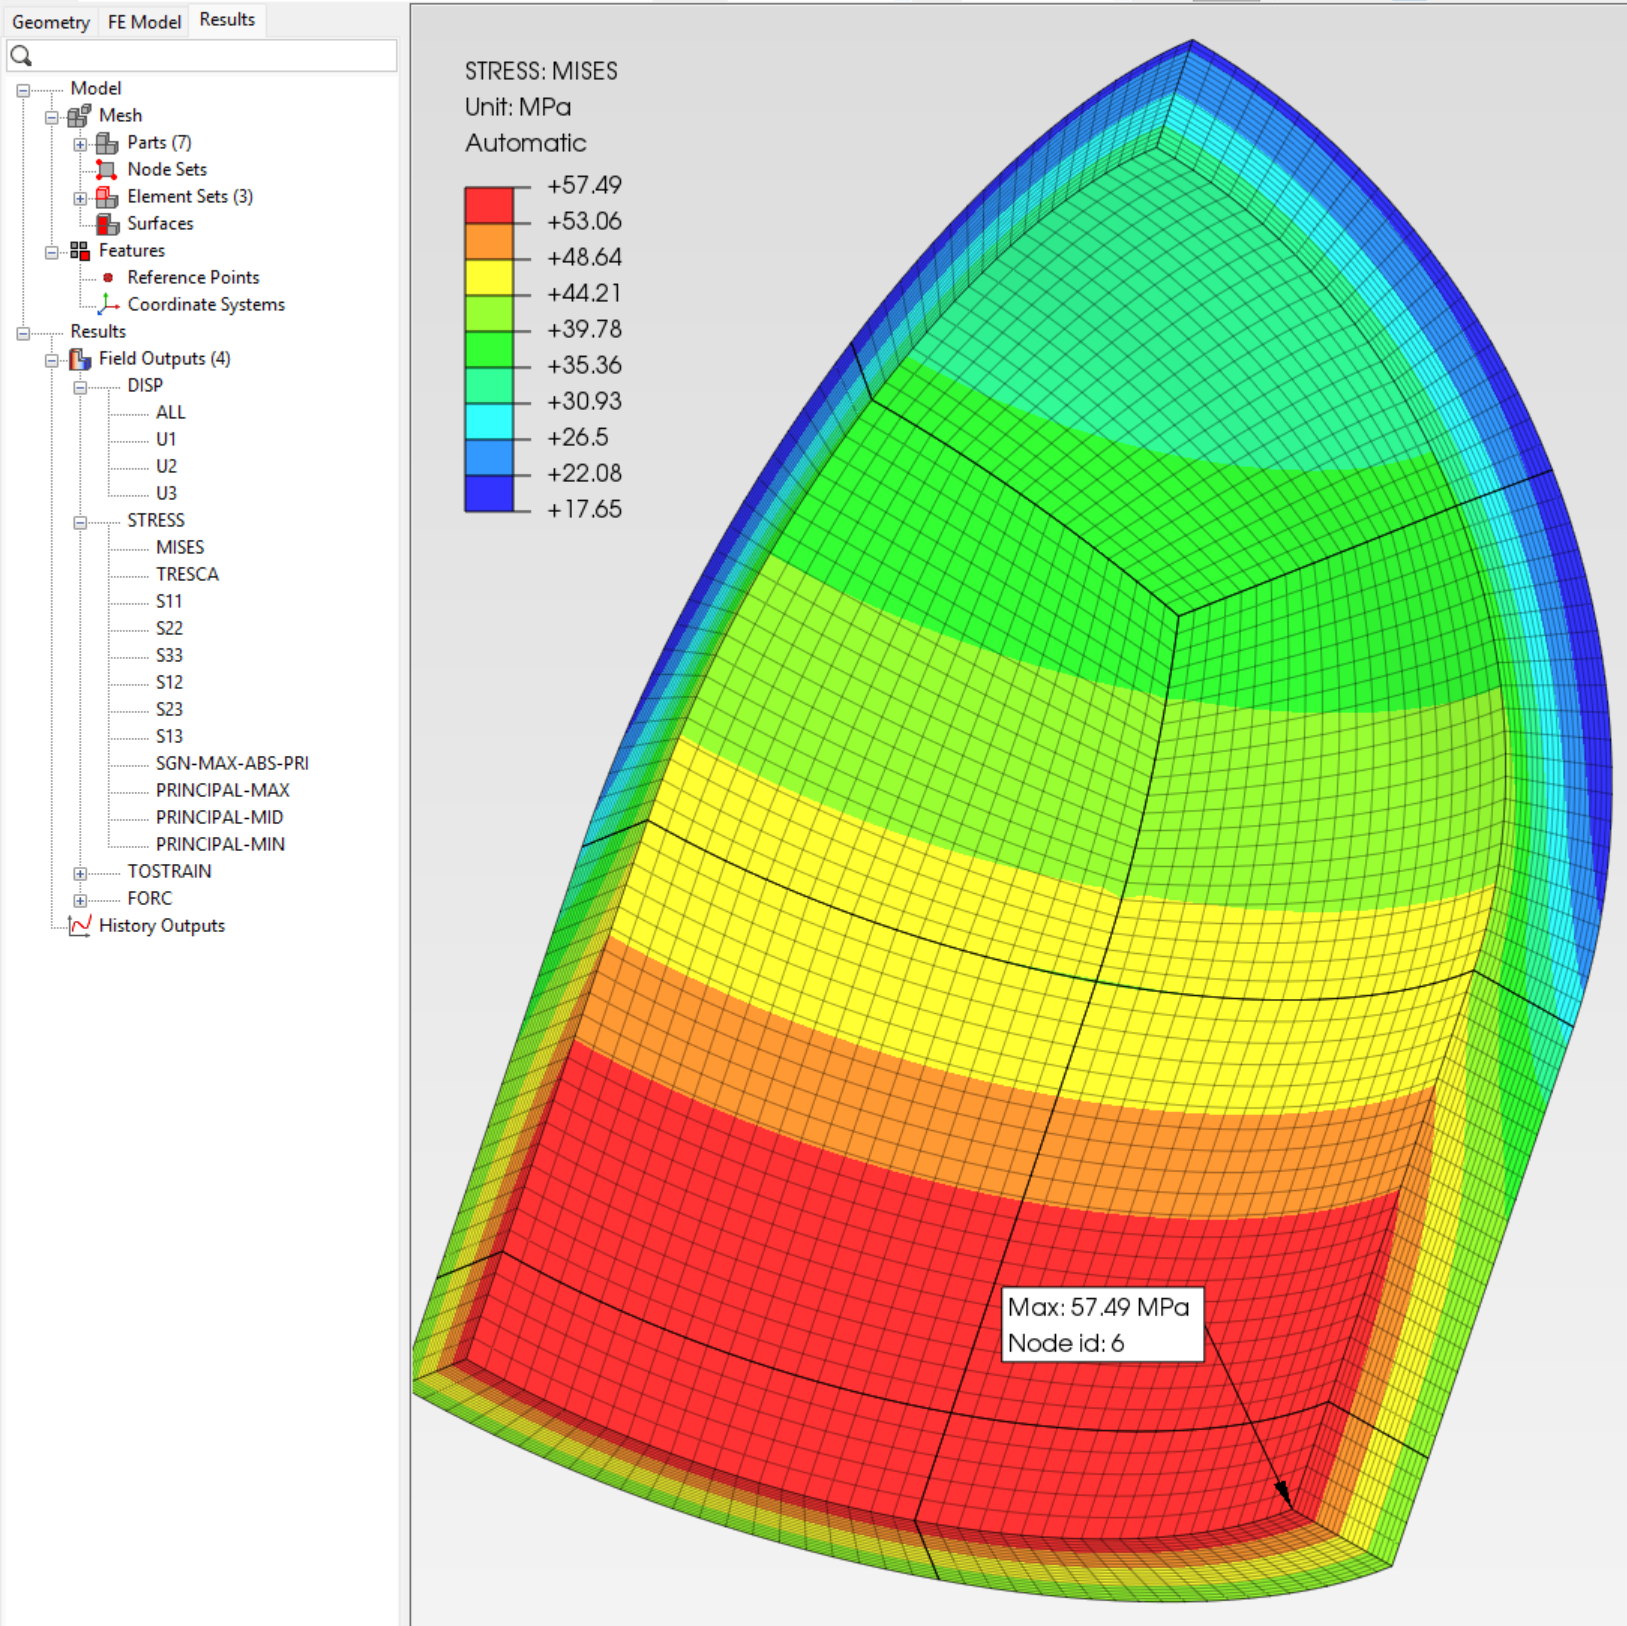 Geometry FE Model Results
Model
Mesh
Parts (7)
Node Sets
Element Sets (3)
Surfaces
Features
Reference Points
Coordinate Systems
Results
Field Outputs (4)
DISP
ALL
U1
U2
U3
STRESS
MISES
TRESCA
S11
S22
S33
S12
S23
S13
SGN-MAX-ABS-PRI
PRINCIPAL-MAX
PRINCIPAL-MID
PRINCIPAL-MIN
TOSTRAIN
FORC
History Outputs
STRESS: MISES
Unit: MPa
Automatic
+57.49
+53.06
+48.64
+44.21
+39.78
+35.36
+30.93
+26.5
+22.08
+17.65
Max: 57.49 MPa
Node id: 6